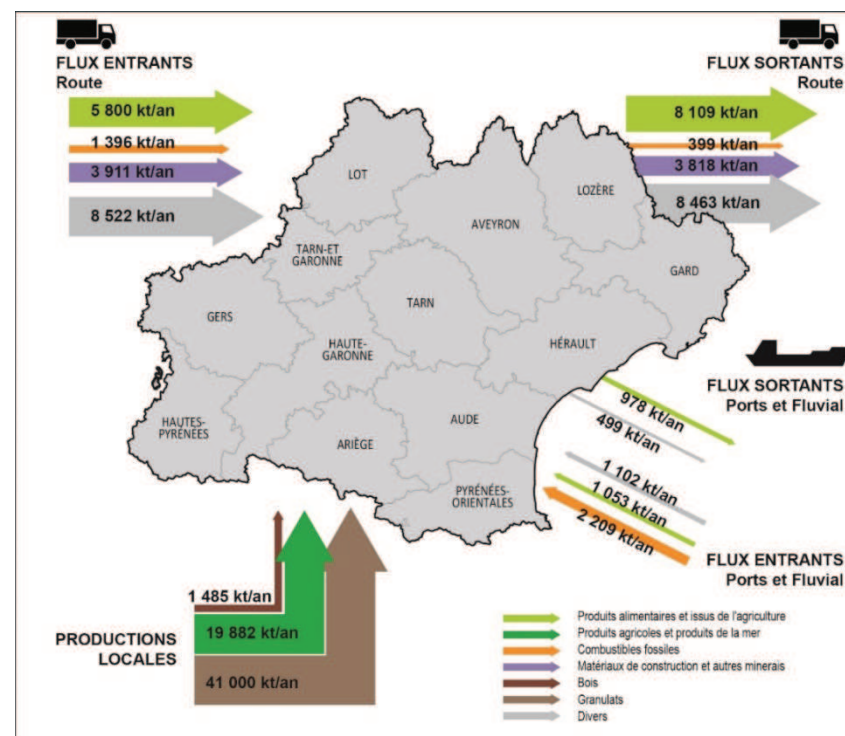 FLUX ENTRANTS
Route
5 800 kt/an
1 396 kt/an
3 911 kt/an
8 522 kt/an
FLUX SORTANTS
Route
8 109 kt/an
399 kt/an
3 818 kt/an
8 463 kt/an
LOT
LOZÈRE
AVEYRON
TARN-ET
GARONNE
GARD
TARN
GERS
HAUTE-
GARONNE
HÉRAULT
HAUTES-
PYRÉNÉES
AUDE
ARIÈGE
PYRÉNÉES-
ORIENTALES
FLUX SORTANTS
Ports et Fluvial
978 kt/an
499 kt/an
1 102 kt/an
1 053 kt/an
2 209 kt/an
FLUX ENTRANTS
Ports et Fluvial
PRODUCTIONS
LOCALES
1 485 kt/an
19 882 kt/an
41 000 kt/an
Produits alimentaires et issus de l'agriculture
Produits agricoles et produits de la mer
Combustibles fossiles
Matériaux de construction et autres minerais
Bois
Granulats
Divers